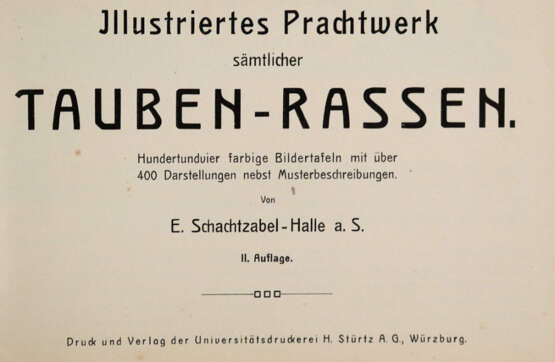 Illustriertes Prachtwerk
sämtlicher
TAUBEN-RASSEN.
Hundertundvier farbige Bildertafeln mit über
400 Darstellungen nebst Musterbeschreibungen.
Von
E. Schachtzabel-Halle a. S.
II. Auflage.
Druck und Verlag der Universitätsdruckerei H. Stürtz A. G., Würzburg.